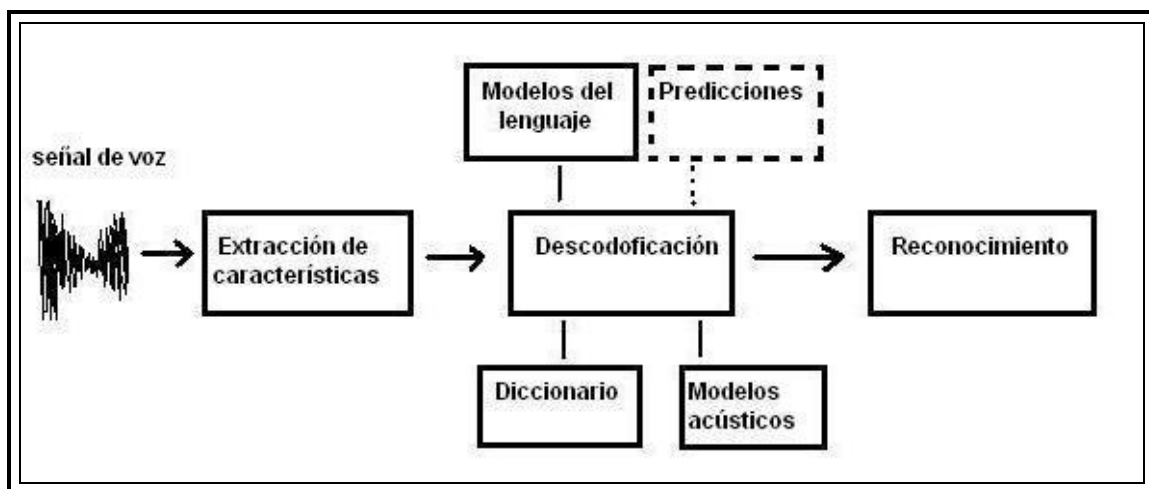 Modelos del
lenguaje
Predicciones
señal de voz
Extracción de
características
Descodoficación
Reconocimiento
Diccionario
Modelos
acústicos